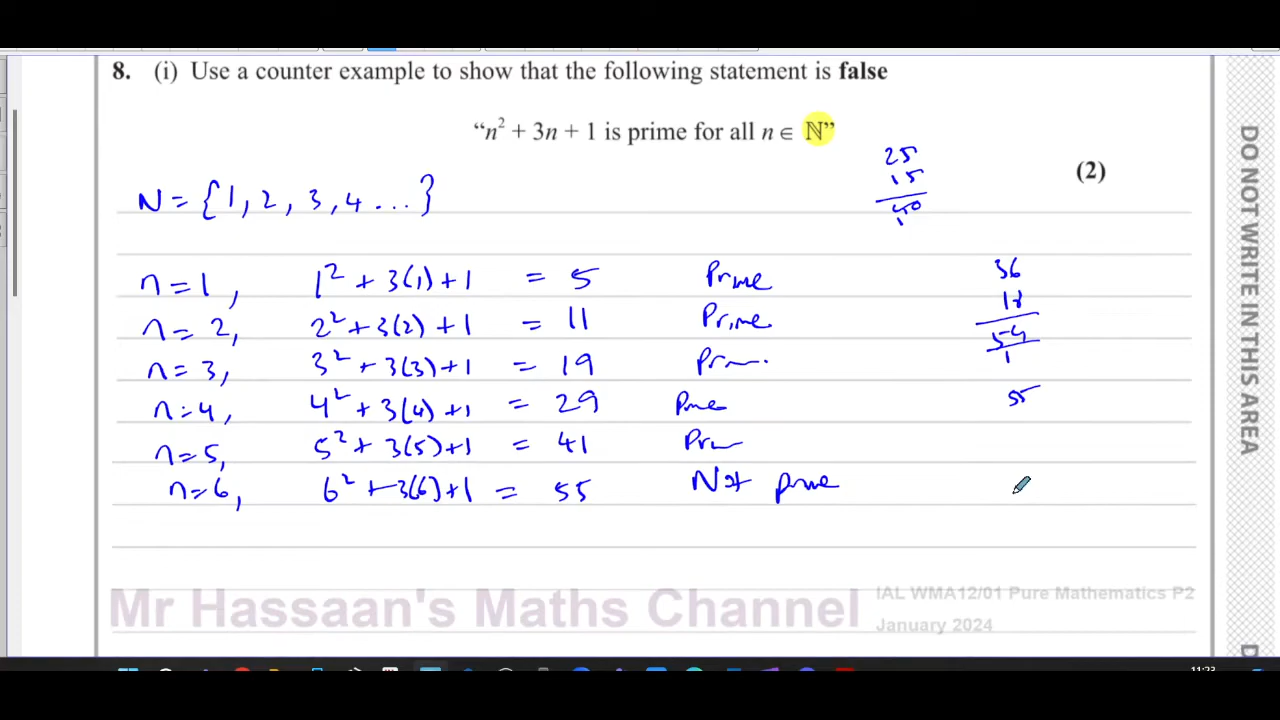 8. (i) Use a counter example to show that the following statement is false
“n² + 3n + 1 is prime for all n ∈ ℕ”
(2)
25
15
40
1
N = {1, 2, 3, 4 ... }
n = 1, 1² + 3(1) + 1 = 5 Prime
n = 2, 2² + 3(2) + 1 = 11 Prime
n = 3, 3² + 3(3) + 1 = 19
n = 4, 4² + 3(4) + 1 = 29 Prime
n = 5, 5² + 3(5) + 1 = 41
n = 6, 6² + 3(6) + 1 = 55 Not prime
36
18
54
1
55
Mr Hassaan's Maths Channel
IAL WMA12/01 Pure Mathematics P2
January 2024
DO NOT WRITE IN THIS AREA
D
11:23